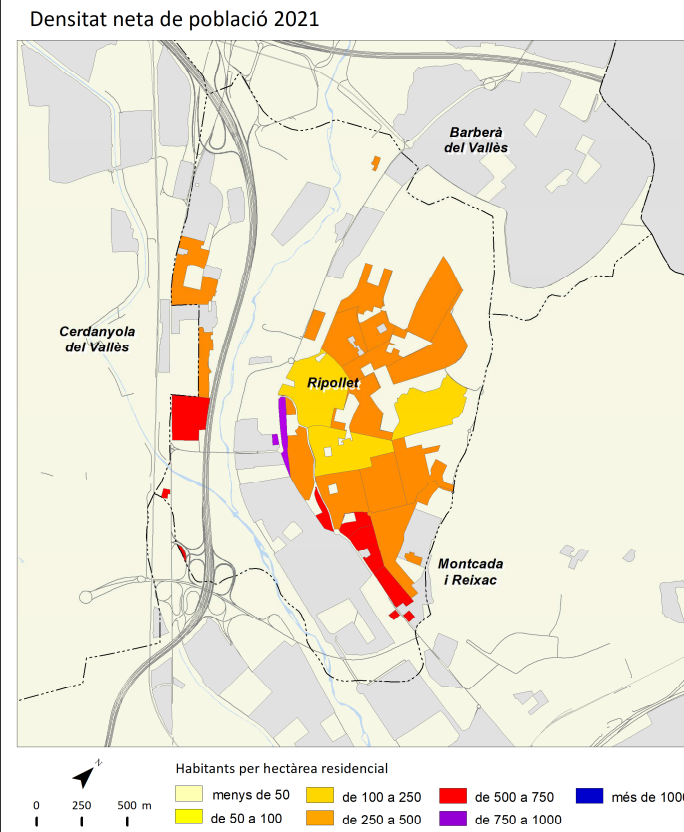 Densitat neta de població 2021
Barberà
del Vallès
Cerdanyola
del Vallès
Ripollet
Montcada
i Reixac
N
Habitants per hectàrea residencial
menys de 50
de 100 a 250
de 500 a 750
més de 1000
de 50 a 100
de 250 a 500
de 750 a 1000
0 250 500 m